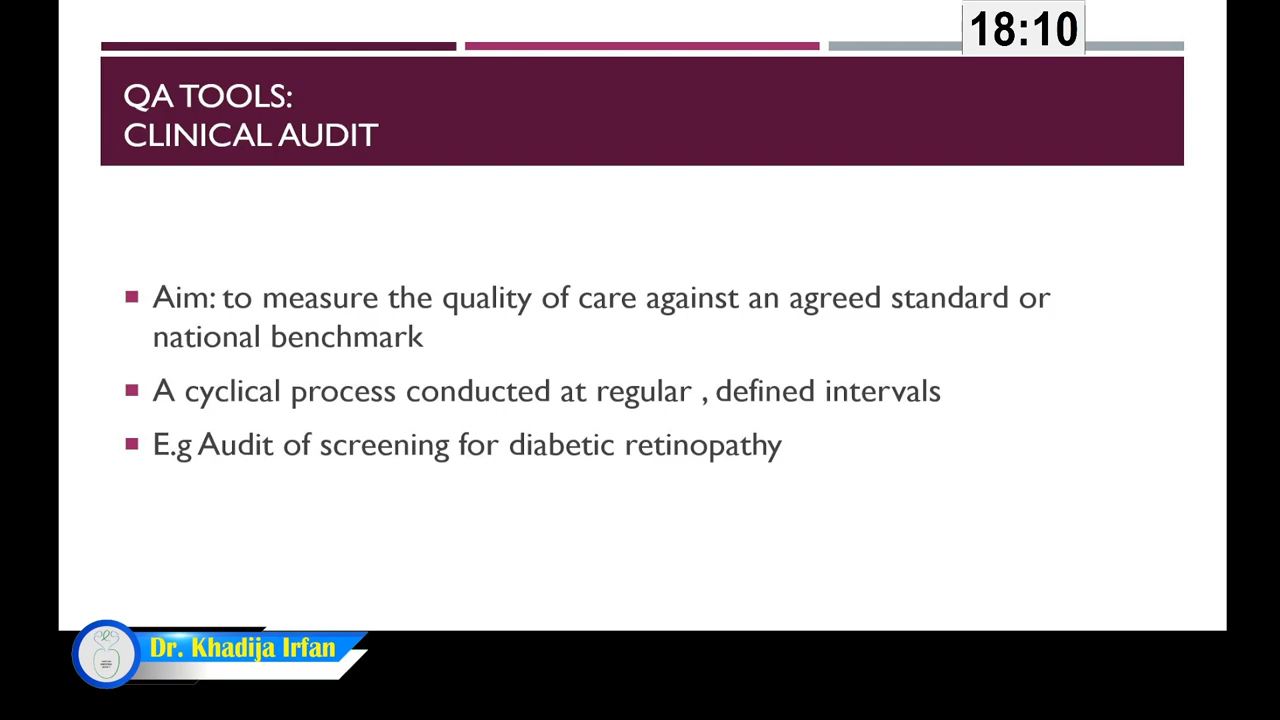 18:10
QA TOOLS:
CLINICAL AUDIT
Aim: to measure the quality of care against an agreed standard or
national benchmark
A cyclical process conducted at regular , defined intervals
E.g Audit of screening for diabetic retinopathy
Dr. Khadija Irfan